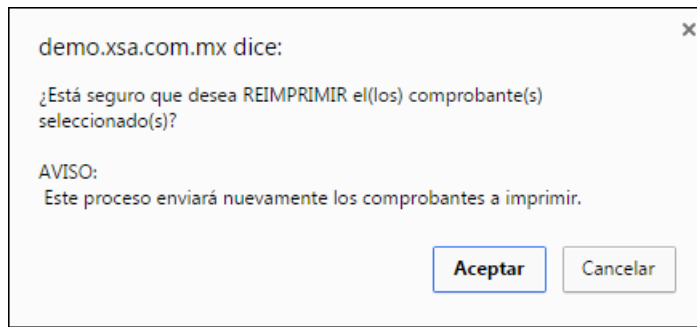 demo.xsa.com.mx dice:
¿Está seguro que desea REIMPRIMIR el(los) comprobante(s)
seleccionado(s)?
AVISO:
Este proceso enviará nuevamente los comprobantes a imprimir.
Aceptar Cancelar